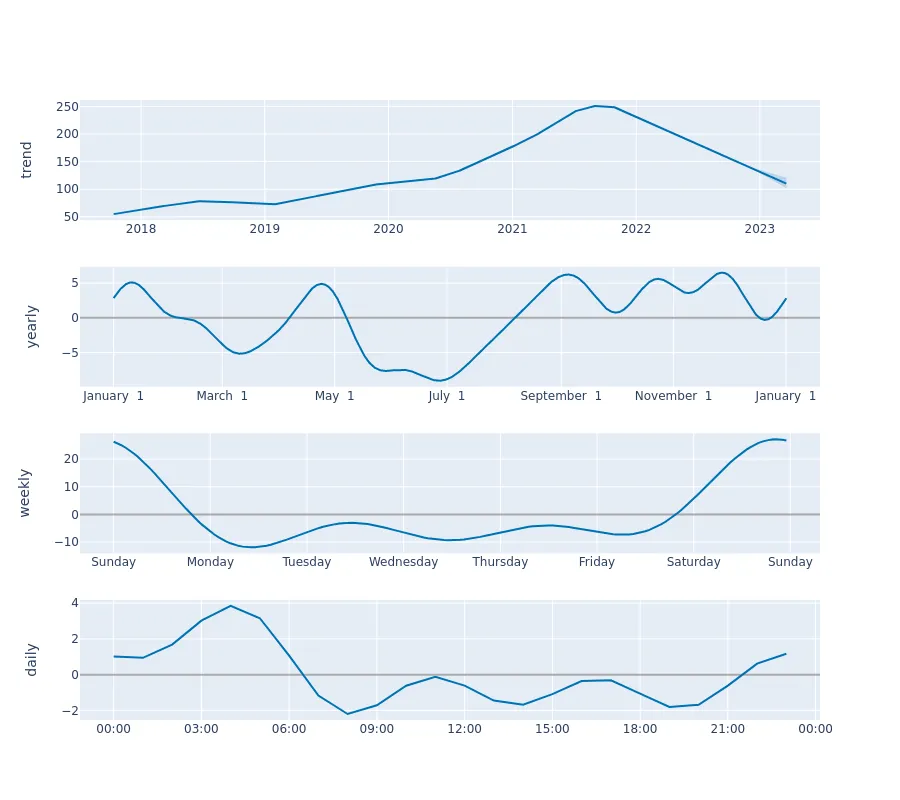 trend
250
200
150
100
50
2018 2019 2020 2021 2022 2023
yearly
5
0
−5
January 1 March 1 May 1 July 1 September 1 November 1 January 1
weekly
20
10
0
−10
Sunday Monday Tuesday Wednesday Thursday Friday Saturday Sunday
daily
4
2
0
−2
00:00 03:00 06:00 09:00 12:00 15:00 18:00 21:00 00:00